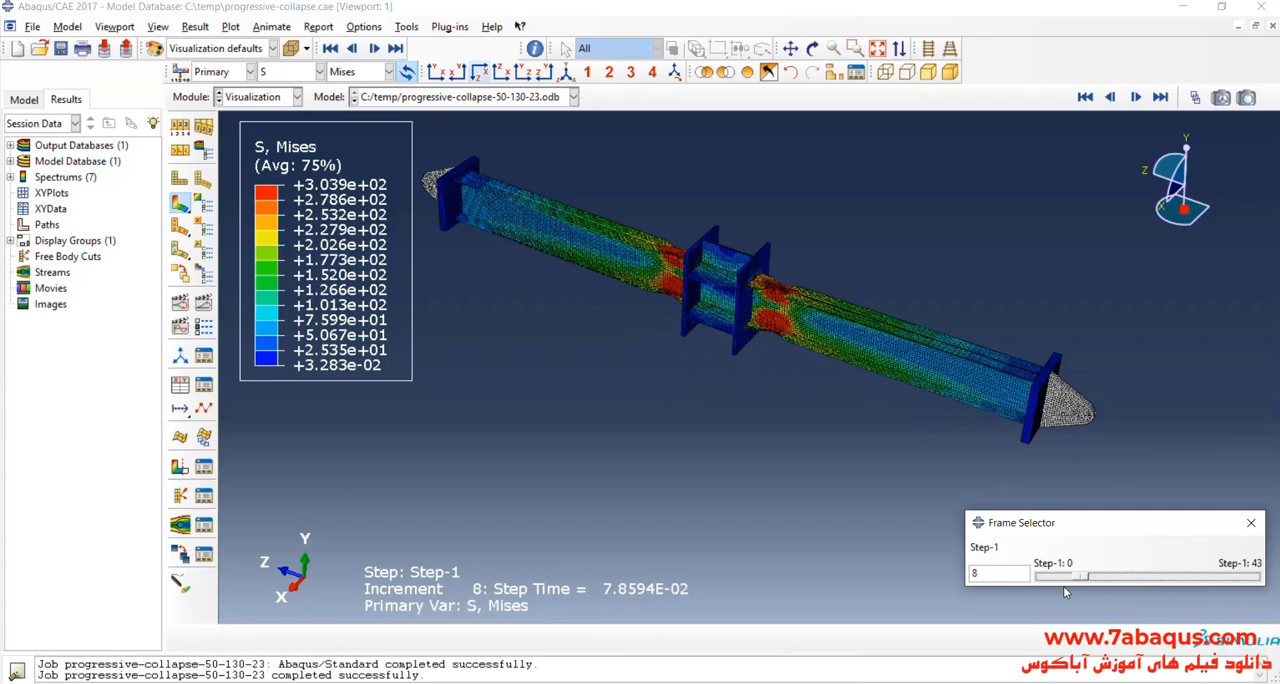 Abaqus/CAE 2017 - Model Database: C:\temp\progressive-collapse.cae [Viewport: 1]
File Model Viewport View Result Plot Animate Report Options Tools Plug-ins Help
Visualization defaults All
Primary S Mises 1 2 3 4
Model Results Module: Visualization Model: C:/temp/progressive-collapse-50-130-23.odb
Session Data
Output Databases (1)
Model Database (1)
Spectrums (7)
XYPlots
XYData
Paths
Display Groups (1)
Free Body Cuts
Streams
Movies
Images
S, Mises
(Avg: 75%)
+3.039e+02
+2.786e+02
+2.532e+02
+2.279e+02
+2.026e+02
+1.773e+02
+1.520e+02
+1.266e+02
+1.013e+02
+7.599e+01
+5.067e+01
+2.535e+01
+3.283e-02
Y
Z
X
Y
Z
X
Step: Step-1
Increment 8: Step Time = 7.8594E-02
Primary Var: S, Mises
Frame Selector
Step-1
Step-1: 0 Step-1: 43
8
www.7abaqus.com
دانلود فیلم های آموزش آباکوس
Job progressive-collapse-50-130-23: Abaqus/Standard completed successfully.
Job progressive-collapse-50-130-23 completed successfully.